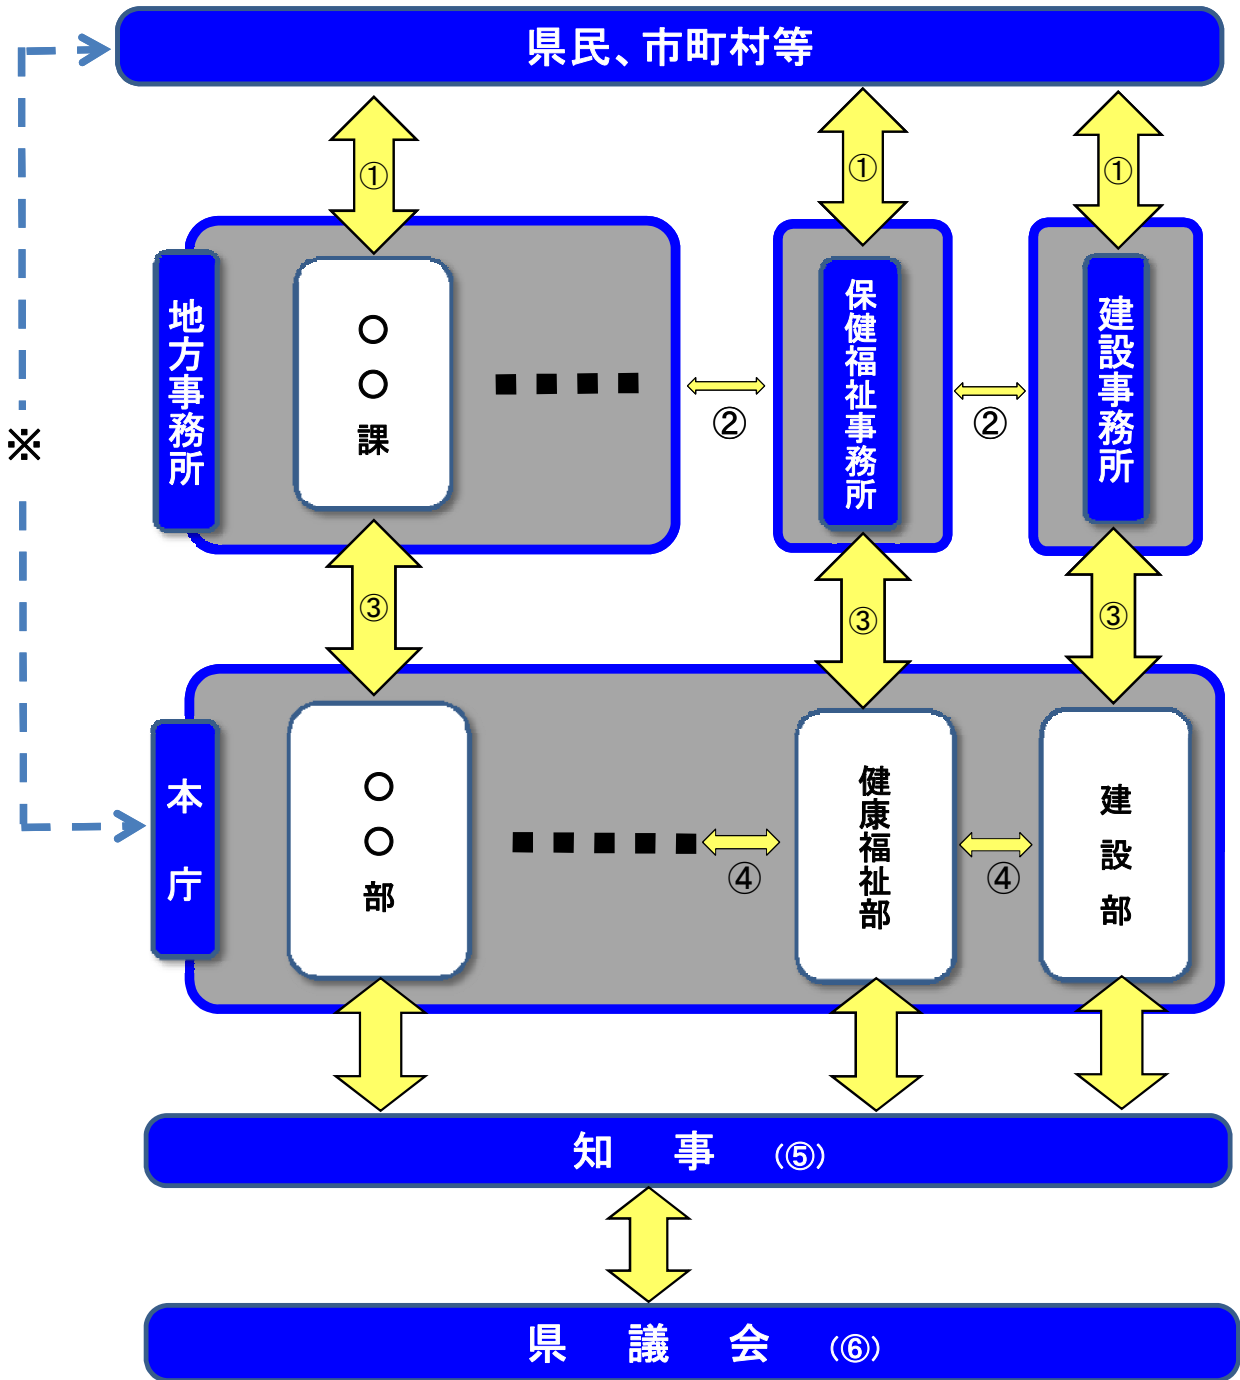 県民、市町村等
①
①
①
地方事務所
○○課
■■■■
②
保健福祉事務所
②
建設事務所
※
③
③
③
本庁
○○部
■■■■■
④
健康福祉部
④
建設部
知事 (⑤)
県議会 (⑥)